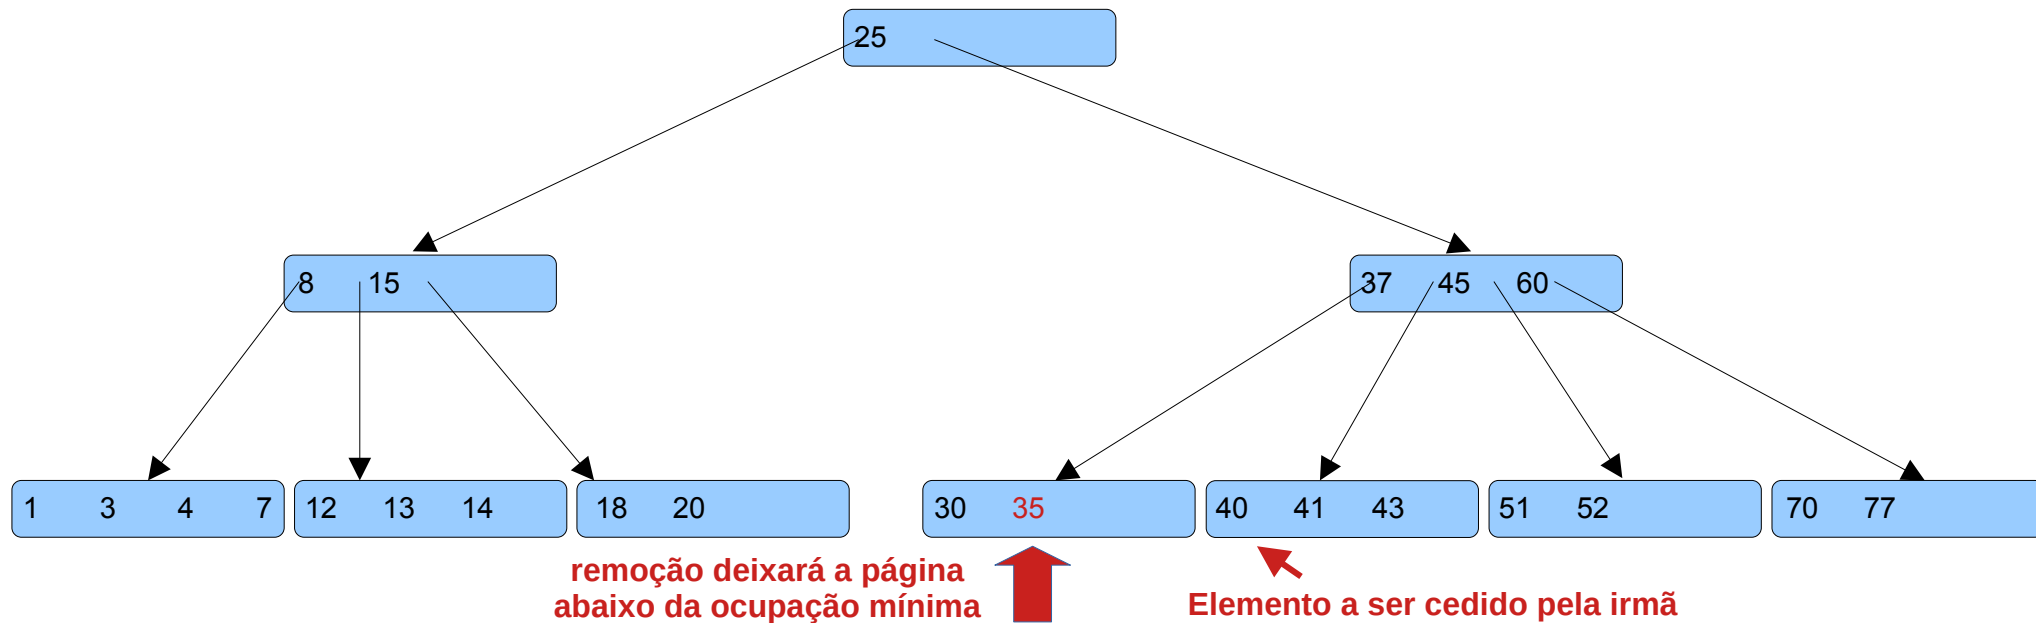 25
8 15
37 45 60
1 3 4 7
12 13 14
18 20
30 35
40 41 43
51 52
70 77
remoção deixará a página
abaixo da ocupação mínima
Elemento a ser cedido pela irmã